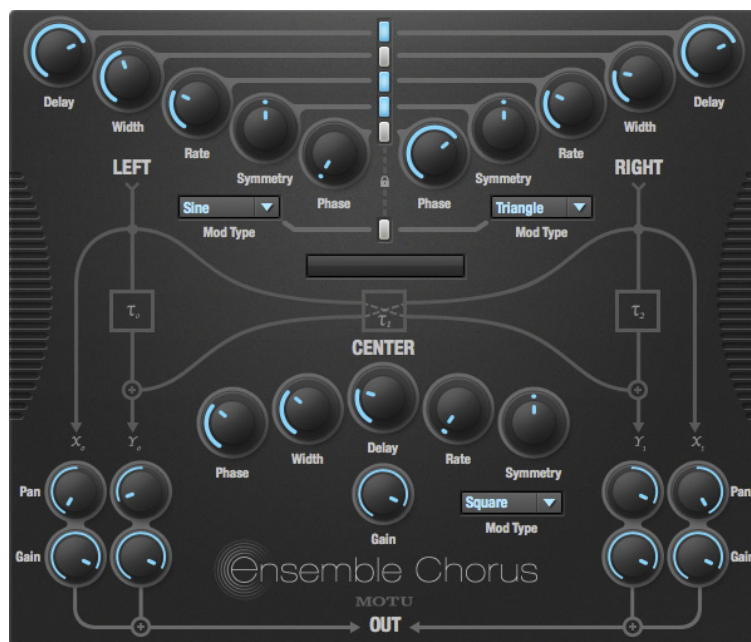 Delay
Delay
Width
Width
Rate
Rate
Symmetry
Symmetry
Phase
Phase
LEFT
RIGHT
Sine
Triangle
Mod Type
Mod Type
τ₀
τ₁
τ₂
CENTER
Phase
Width
Delay
Rate
Symmetry
X₀
Y₀
Y₁
X₁
Pan
Pan
Square
Mod Type
Gain
Gain
Gain
ensemble Chorus
MOTU
OUT